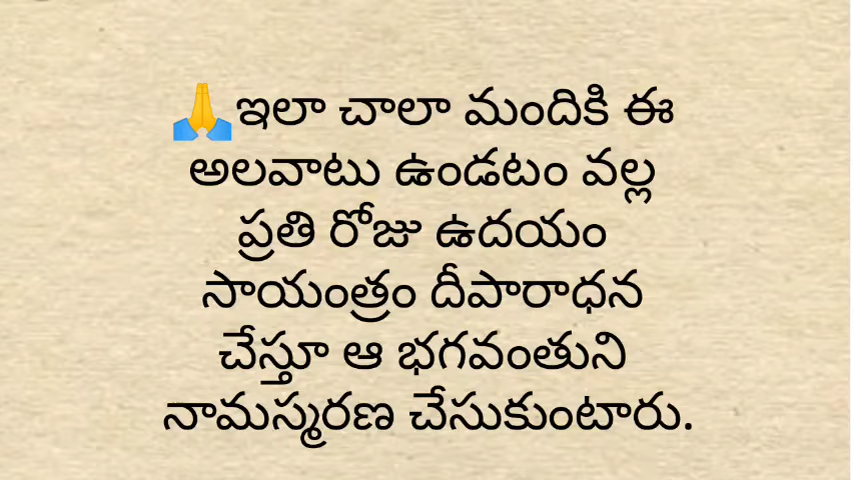 🙏ఇలా చాలా మందికి ఈ
అలవాటు ఉండటం వల్ల
ప్రతి రోజు ఉదయం
సాయంత్రం దీపారాధన
చేస్తూ ఆ భగవంతుని
నామస్మరణ చేసుకుంటారు.